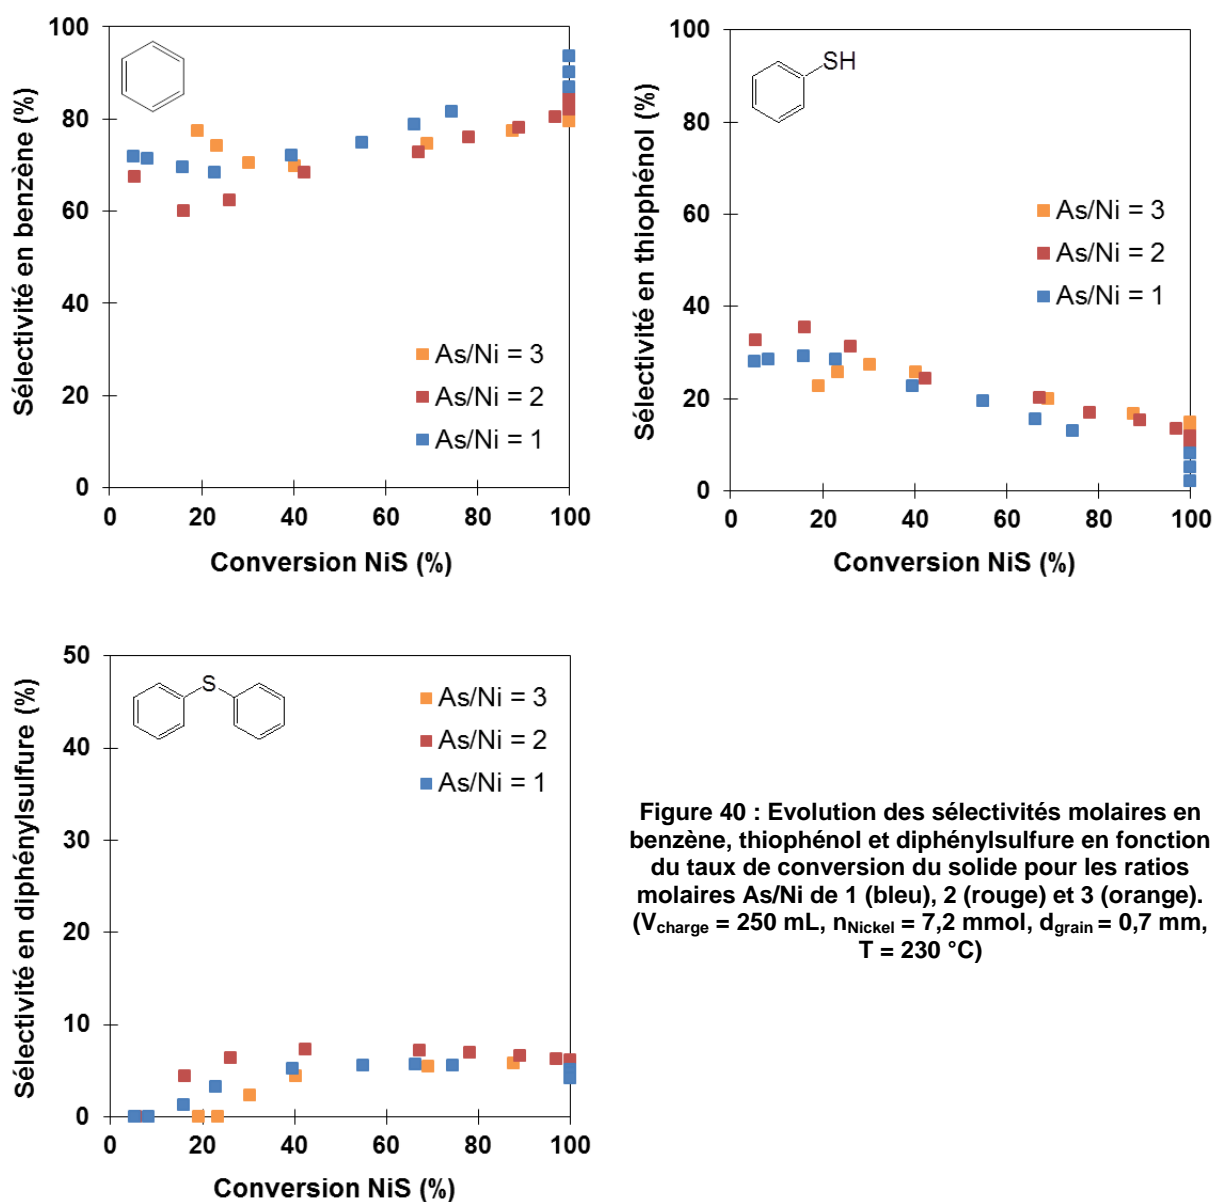 Sélectivité en benzène (%)
100
80
60
40
20
0
0 20 40 60 80 100
Conversion NiS (%)
As/Ni = 3
As/Ni = 2
As/Ni = 1
Sélectivité en thiophénol (%)
100
80
60
40
20
0
0 20 40 60 80 100
Conversion NiS (%)
SH
As/Ni = 3
As/Ni = 2
As/Ni = 1
Sélectivité en diphénylsulfure (%)
50
40
30
20
10
0
0 20 40 60 80 100
Conversion NiS (%)
S
As/Ni = 3
As/Ni = 2
As/Ni = 1
Figure 40 : Evolution des sélectivités molaires en
benzène, thiophénol et diphénylsulfure en fonction
du taux de conversion du solide pour les ratios
molaires As/Ni de 1 (bleu), 2 (rouge) et 3 (orange).
(Vcharge = 250 mL, nNickel = 7,2 mmol, dgrain = 0,7 mm,
T = 230 °C)